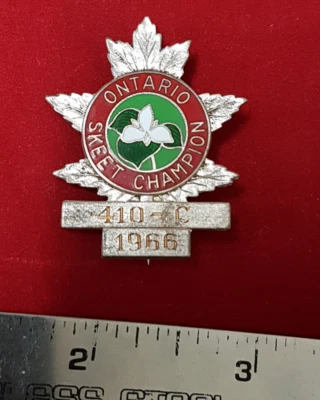 ONTARIO
SKEET CHAMPION
410-C
1966
2
3